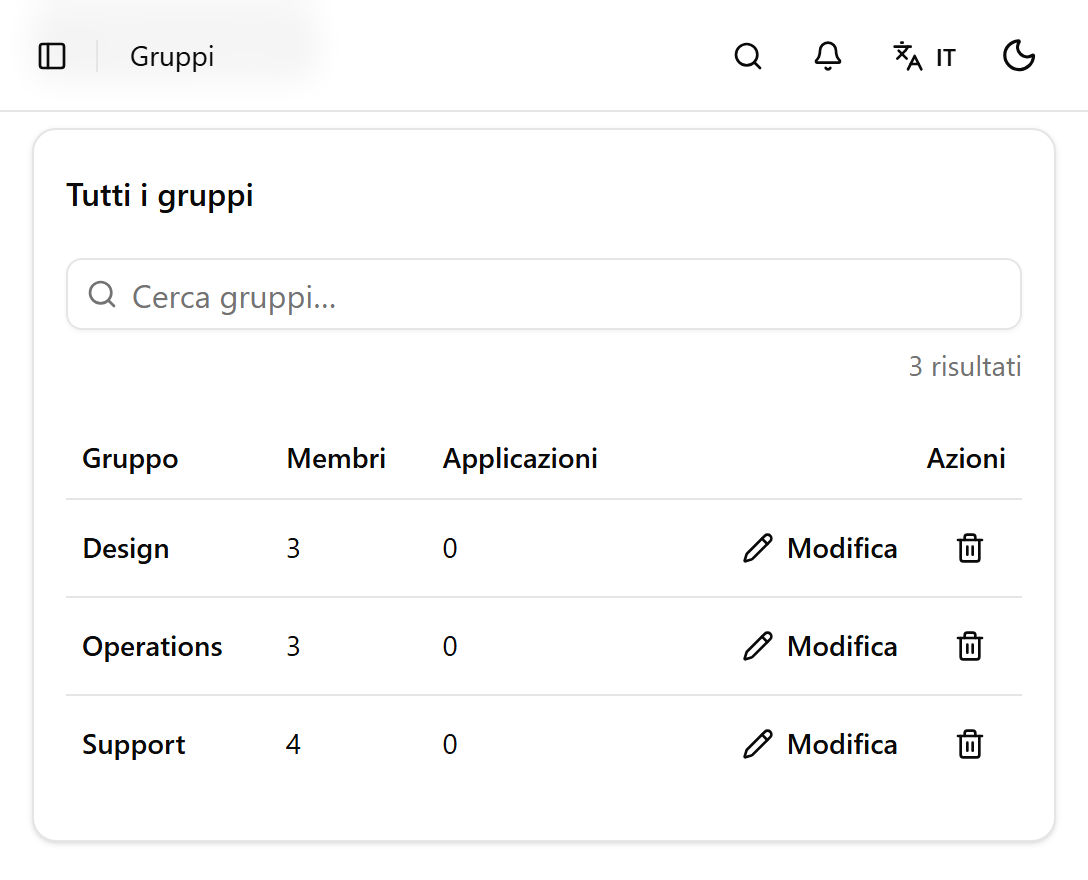 Gruppi
IT
Tutti i gruppi
Cerca gruppi...
3 risultati
Gruppo Membri Applicazioni Azioni
Design 3 0 Modifica
Operations 3 0 Modifica
Support 4 0 Modifica